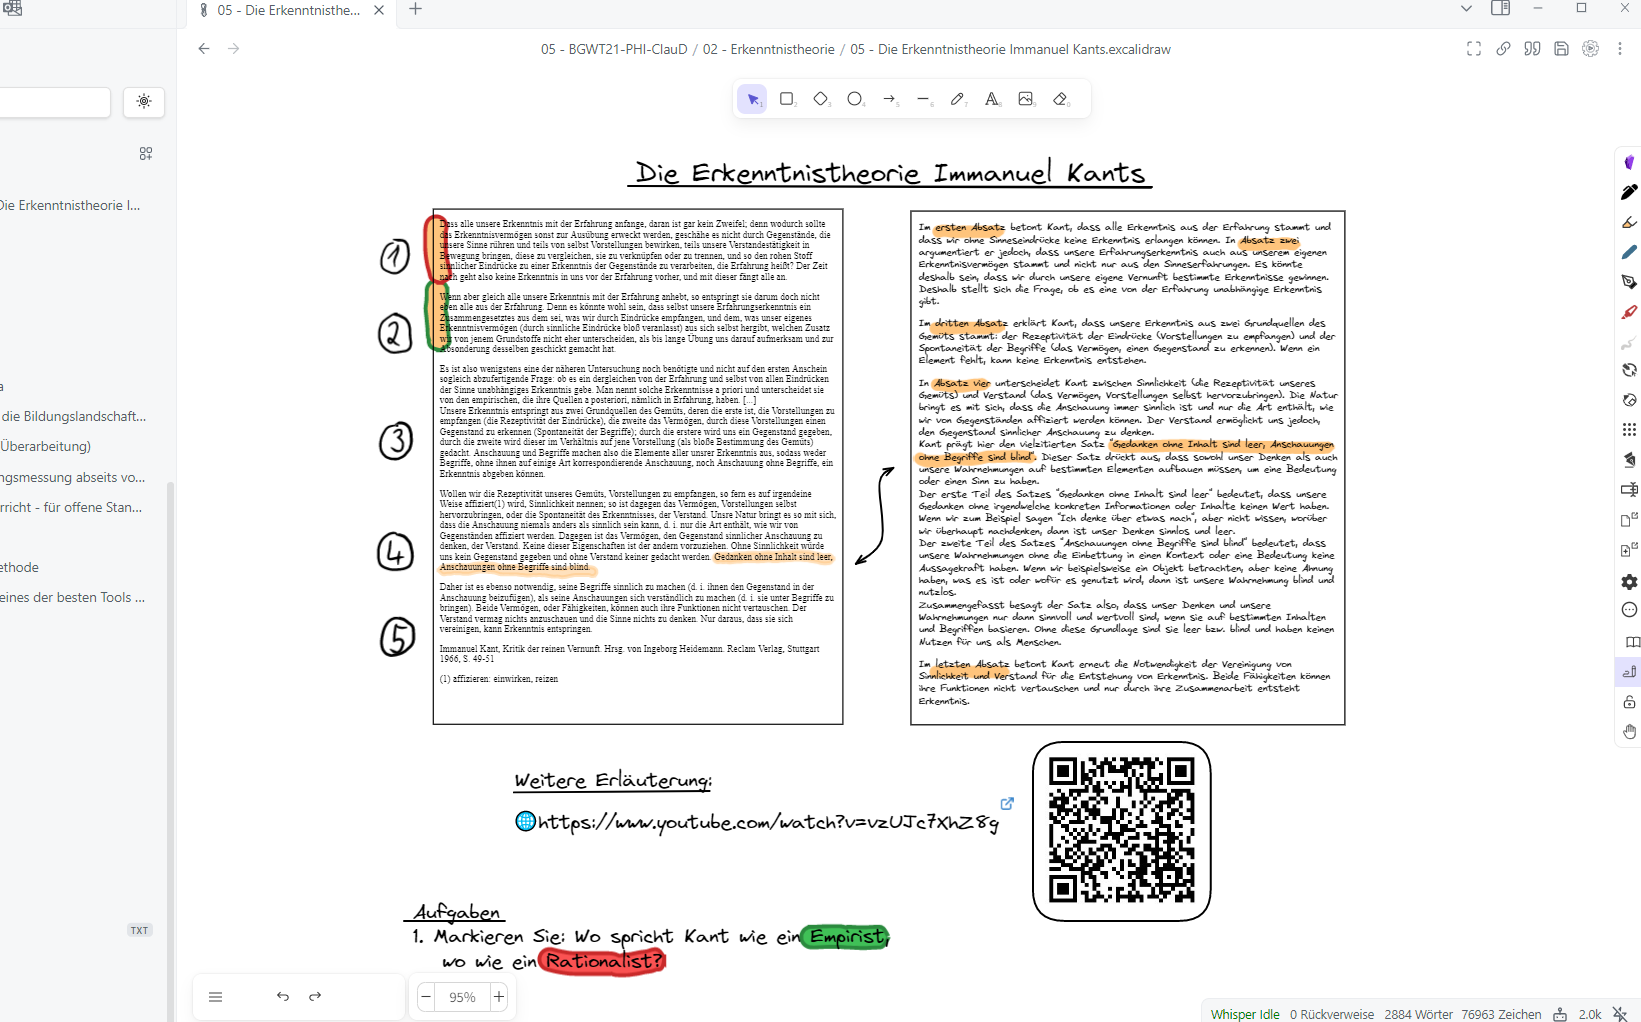 05 - Die Erkenntnisthe...
05 - BGWT21-PHI-ClauD / 02 - Erkenntnistheorie / 05 - Die Erkenntnistheorie Immanuel Kants.excalidraw
Die Erkenntnistheorie I...
die Bildungslandschaft...
Überarbeitung)
ngsmessung abseits vo...
rricht - für offene Stan...
ethode
eines der besten Tools ...
TXT
Die Erkenntnistheorie Immanuel Kants
1
Dass alle unsere Erkenntnis mit der Erfahrung anfange, daran ist gar kein Zweifel; denn wodurch sollte
das Erkenntnisvermögen sonst zur Ausübung erweckt werden, geschähe es nicht durch Gegenstände, die
unsere Sinne rühren und teils von selbst Vorstellungen bewirken, teils unsere Verstandestätigkeit in
Bewegung bringen, diese zu vergleichen, sie zu verknüpfen oder zu trennen, und so den rohen Stoff
sinnlicher Eindrücke zu einer Erkenntnis der Gegenstände zu verarbeiten, die Erfahrung heißt? Der Zeit
nach geht also keine Erkenntnis in uns vor der Erfahrung vorher, und mit dieser fängt alle an.
2
Wenn aber gleich alle unsere Erkenntnis mit der Erfahrung anhebt, so entspringt sie darum doch nicht
eben alle aus der Erfahrung. Denn es könnte wohl sein, dass selbst unsere Erfahrungserkenntnis ein
Zusammengesetztes aus dem sei, was wir durch Eindrücke empfangen, und dem, was unser eigenes
Erkenntnisvermögen (durch sinnliche Eindrücke bloß veranlasst) aus sich selbst hergibt, welchen Zusatz
wir von jenem Grundstoffe nicht eher unterscheiden, als bis lange Übung uns darauf aufmerksam und zur
Absonderung desselben geschickt gemacht hat.
3
Es ist also wenigstens eine der näheren Untersuchung noch benötigte und nicht auf den ersten Anschein
sogleich abzufertigende Frage: ob es ein dergleichen von der Erfahrung und selbst von allen Eindrücken
der Sinne unabhängiges Erkenntnis gebe. Man nennt solche Erkenntnisse a priori und unterscheidet sie
von den empirischen, die ihre Quellen a posteriori, nämlich in Erfahrung, haben. [...]
Unsere Erkenntnis entspringt aus zwei Grundquellen des Gemüts, deren die erste ist, die Vorstellungen zu
empfangen (die Rezeptivität der Eindrücke), die zweite das Vermögen, durch diese Vorstellungen einen
Gegenstand zu erkennen (Spontaneität der Begriffe); durch die erstere wird uns ein Gegenstand gegeben,
durch die zweite wird dieser im Verhältnis auf jene Vorstellung (als bloße Bestimmung des Gemüts)
gedacht. Anschauung und Begriffe machen also die Elemente aller unsrer Erkenntnis aus, sodass weder
Begriffe, ohne ihnen auf einige Art korrespondierende Anschauung, noch Anschauung ohne Begriffe, ein
Erkenntnis abgeben können.
4
Wollen wir die Rezeptivität unseres Gemüts, Vorstellungen zu empfangen, so fern es auf irgendeine
Weise affiziert(1) wird, Sinnlichkeit nennen, so ist dagegen das Vermögen, Vorstellungen selbst
hervorzubringen, oder die Spontaneität des Erkenntnisses, der Verstand. Unsre Natur bringt es so mit sich,
dass die Anschauung niemals anders als sinnlich sein kann, d. i. nur die Art enthält, wie wir von
Gegenständen affiziert werden. Dagegen ist das Vermögen, den Gegenstand sinnlicher Anschauung zu
denken, der Verstand. Keine dieser Eigenschaften ist der andern vorzuziehen. Ohne Sinnlichkeit würde
uns kein Gegenstand gegeben und ohne Verstand keiner gedacht werden. Gedanken ohne Inhalt sind leer,
Anschauungen ohne Begriffe sind blind.
5
Daher ist es ebenso notwendig, seine Begriffe sinnlich zu machen (d. i. ihnen den Gegenstand in der
Anschauung beizufügen), als seine Anschauungen sich verständlich zu machen (d. i. sie unter Begriffe zu
bringen). Beide Vermögen, oder Fähigkeiten, können auch ihre Funktionen nicht vertauschen. Der
Verstand vermag nichts anzuschauen und die Sinne nichts zu denken. Nur daraus, dass sie sich
vereinigen, kann Erkenntnis entspringen.
Immanuel Kant, Kritik der reinen Vernunft. Hrsg. von Ingeborg Heidemann. Reclam Verlag, Stuttgart
1966, S. 49-51
(1) affizieren: einwirken, reizen
Im ersten Absatz betont Kant, dass alle Erkenntnis aus der Erfahrung stammt und
dass wir ohne Sinneseindrücke keine Erkenntnis erlangen können. In Absatz zwei
argumentiert er jedoch, dass unsere Erfahrungserkenntnis auch aus unserem eigenen
Erkenntnisvermögen stammt und nicht nur aus den Sinneserfahrungen. Es könnte
deshalb sein, dass wir durch unsere eigene Vernunft bestimmte Erkenntnisse gewinnen.
Deshalb stellt sich die Frage, ob es eine von der Erfahrung unabhängige Erkenntnis
gibt.
Im dritten Absatz erklärt Kant, dass unsere Erkenntnis aus zwei Grundquellen des
Gemüts stammt: der Rezeptivität der Eindrücke (Vorstellungen zu empfangen) und der
Spontaneität der Begriffe (das Vermögen, einen Gegenstand zu erkennen). Wenn ein
Element fehlt, kann keine Erkenntnis entstehen.
In Absatz vier unterscheidet Kant zwischen Sinnlichkeit (die Rezeptivität unseres
Gemüts) und Verstand (das Vermögen, Vorstellungen selbst hervorzubringen). Die Natur
bringt es mit sich, dass die Anschauung immer sinnlich ist und nur die Art enthält, wie
wir von Gegenständen affiziert werden können. Der Verstand ermöglicht uns jedoch,
den Gegenstand sinnlicher Anschauung zu denken.
Kant prägt hier den vielzitierten Satz "Gedanken ohne Inhalt sind leer, Anschauungen
ohne Begriffe sind blind". Dieser Satz drückt aus, dass sowohl unser Denken als auch
unsere Wahrnehmungen auf bestimmten Elementen aufbauen müssen, um eine Bedeutung
oder einen Sinn zu haben.
Der erste Teil des Satzes "Gedanken ohne Inhalt sind leer" bedeutet, dass unsere
Gedanken ohne irgendwelche konkreten Informationen oder Inhalte keinen Wert haben.
Wenn wir zum Beispiel sagen "Ich denke über etwas nach", aber nicht wissen, worüber
wir überhaupt nachdenken, dann ist unser Denken sinnlos und leer.
Der zweite Teil des Satzes "Anschauungen ohne Begriffe sind blind" bedeutet, dass
unsere Wahrnehmungen ohne die Einbettung in einen Kontext oder eine Bedeutung keine
Aussagekraft haben. Wenn wir beispielsweise ein Objekt betrachten, aber keine Ahnung
haben, was es ist oder wofür es genutzt wird, dann ist unsere Wahrnehmung blind und
nutzlos.
Zusammengefasst besagt der Satz also, dass unser Denken und unsere
Wahrnehmungen nur dann sinnvoll und wertvoll sind, wenn sie auf bestimmten Inhalten
und Begriffen basieren. Ohne diese Grundlage sind sie leer bzw. blind und haben keinen
Nutzen für uns als Menschen.
Im letzten Absatz betont Kant erneut die Notwendigkeit der Vereinigung von
Sinnlichkeit und Verstand für die Entstehung von Erkenntnis. Beide Fähigkeiten können
ihre Funktionen nicht vertauschen und nur durch ihre Zusammenarbeit entsteht
Erkenntnis.
Weitere Erläuterung:
https://www.youtube.com/watch?v=vzUJc7XhZ8g
Aufgaben
1. Markieren Sie: Wo spricht Kant wie ein Empirist,
wo wie ein Rationalist?
95%
Whisper Idle 0 Rückverweise 2884 Wörter 76963 Zeichen 2.0k